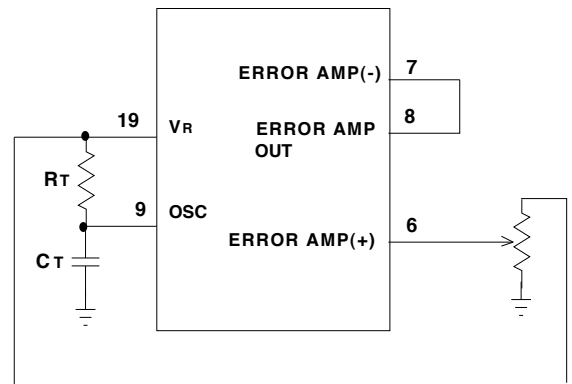 ERROR AMP(-)
7
19
VR
ERROR AMP
OUT
8
RT
9
OSC
ERROR AMP(+)
6
CT